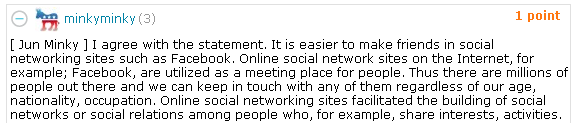 minkyminky (3) 1 point
[ Jun Minky ] I agree with the statement. It is easier to make friends in social
networking sites such as Facebook. Online social network sites on the Internet, for
example; Facebook, are utilized as a meeting place for people. Thus there are millions of
people out there and we can keep in touch with any of them regardless of our age,
nationality, occupation. Online social networking sites facilitated the building of social
networks or social relations among people who, for example, share interests, activities.